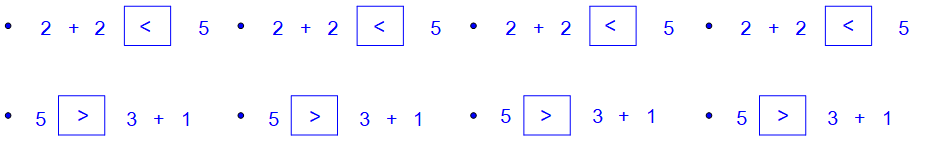 • 2 + 2 < 5 • 2 + 2 < 5 • 2 + 2 < 5 • 2 + 2 < 5
• 5 > 3 + 1 • 5 > 3 + 1 • 5 > 3 + 1 • 5 > 3 + 1